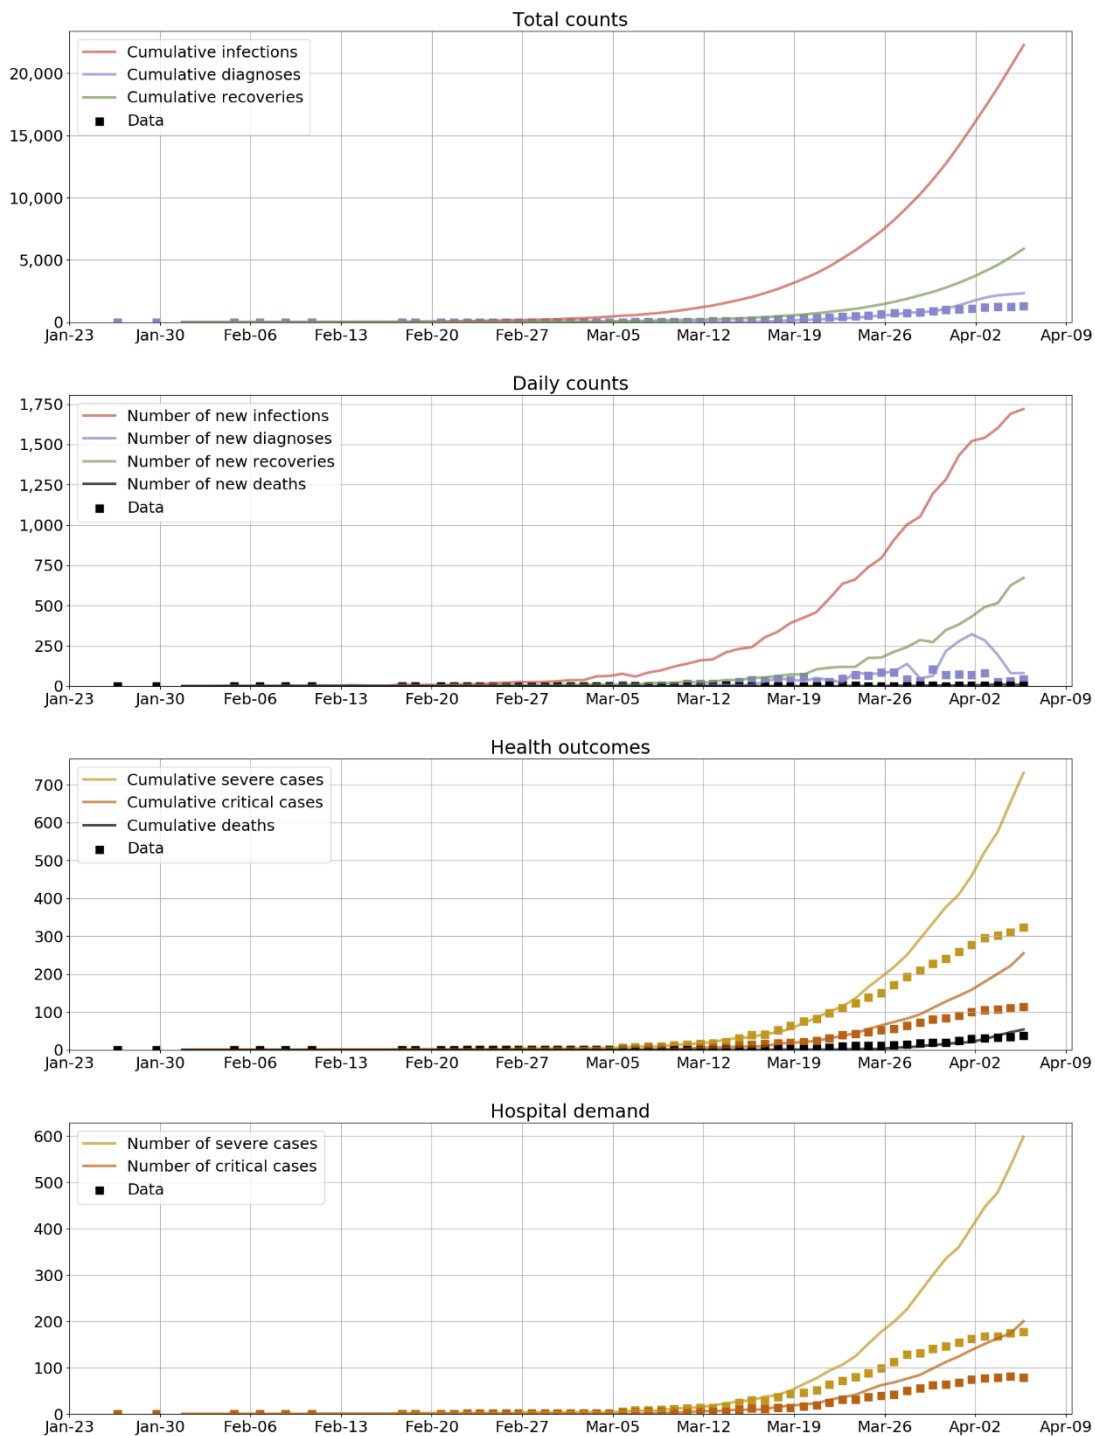 Total counts
Cumulative infections
Cumulative diagnoses
Cumulative recoveries
Data
20,000
15,000
10,000
5,000
0
Jan-23 Jan-30 Feb-06 Feb-13 Feb-20 Feb-27 Mar-05 Mar-12 Mar-19 Mar-26 Apr-02 Apr-09
Daily counts
Number of new infections
Number of new diagnoses
Number of new recoveries
Number of new deaths
Data
1,750
1,500
1,250
1,000
750
500
250
0
Jan-23 Jan-30 Feb-06 Feb-13 Feb-20 Feb-27 Mar-05 Mar-12 Mar-19 Mar-26 Apr-02 Apr-09
Health outcomes
Cumulative severe cases
Cumulative critical cases
Cumulative deaths
Data
700
600
500
400
300
200
100
0
Jan-23 Jan-30 Feb-06 Feb-13 Feb-20 Feb-27 Mar-05 Mar-12 Mar-19 Mar-26 Apr-02 Apr-09
Hospital demand
Number of severe cases
Number of critical cases
Data
600
500
400
300
200
100
0
Jan-23 Jan-30 Feb-06 Feb-13 Feb-20 Feb-27 Mar-05 Mar-12 Mar-19 Mar-26 Apr-02 Apr-09